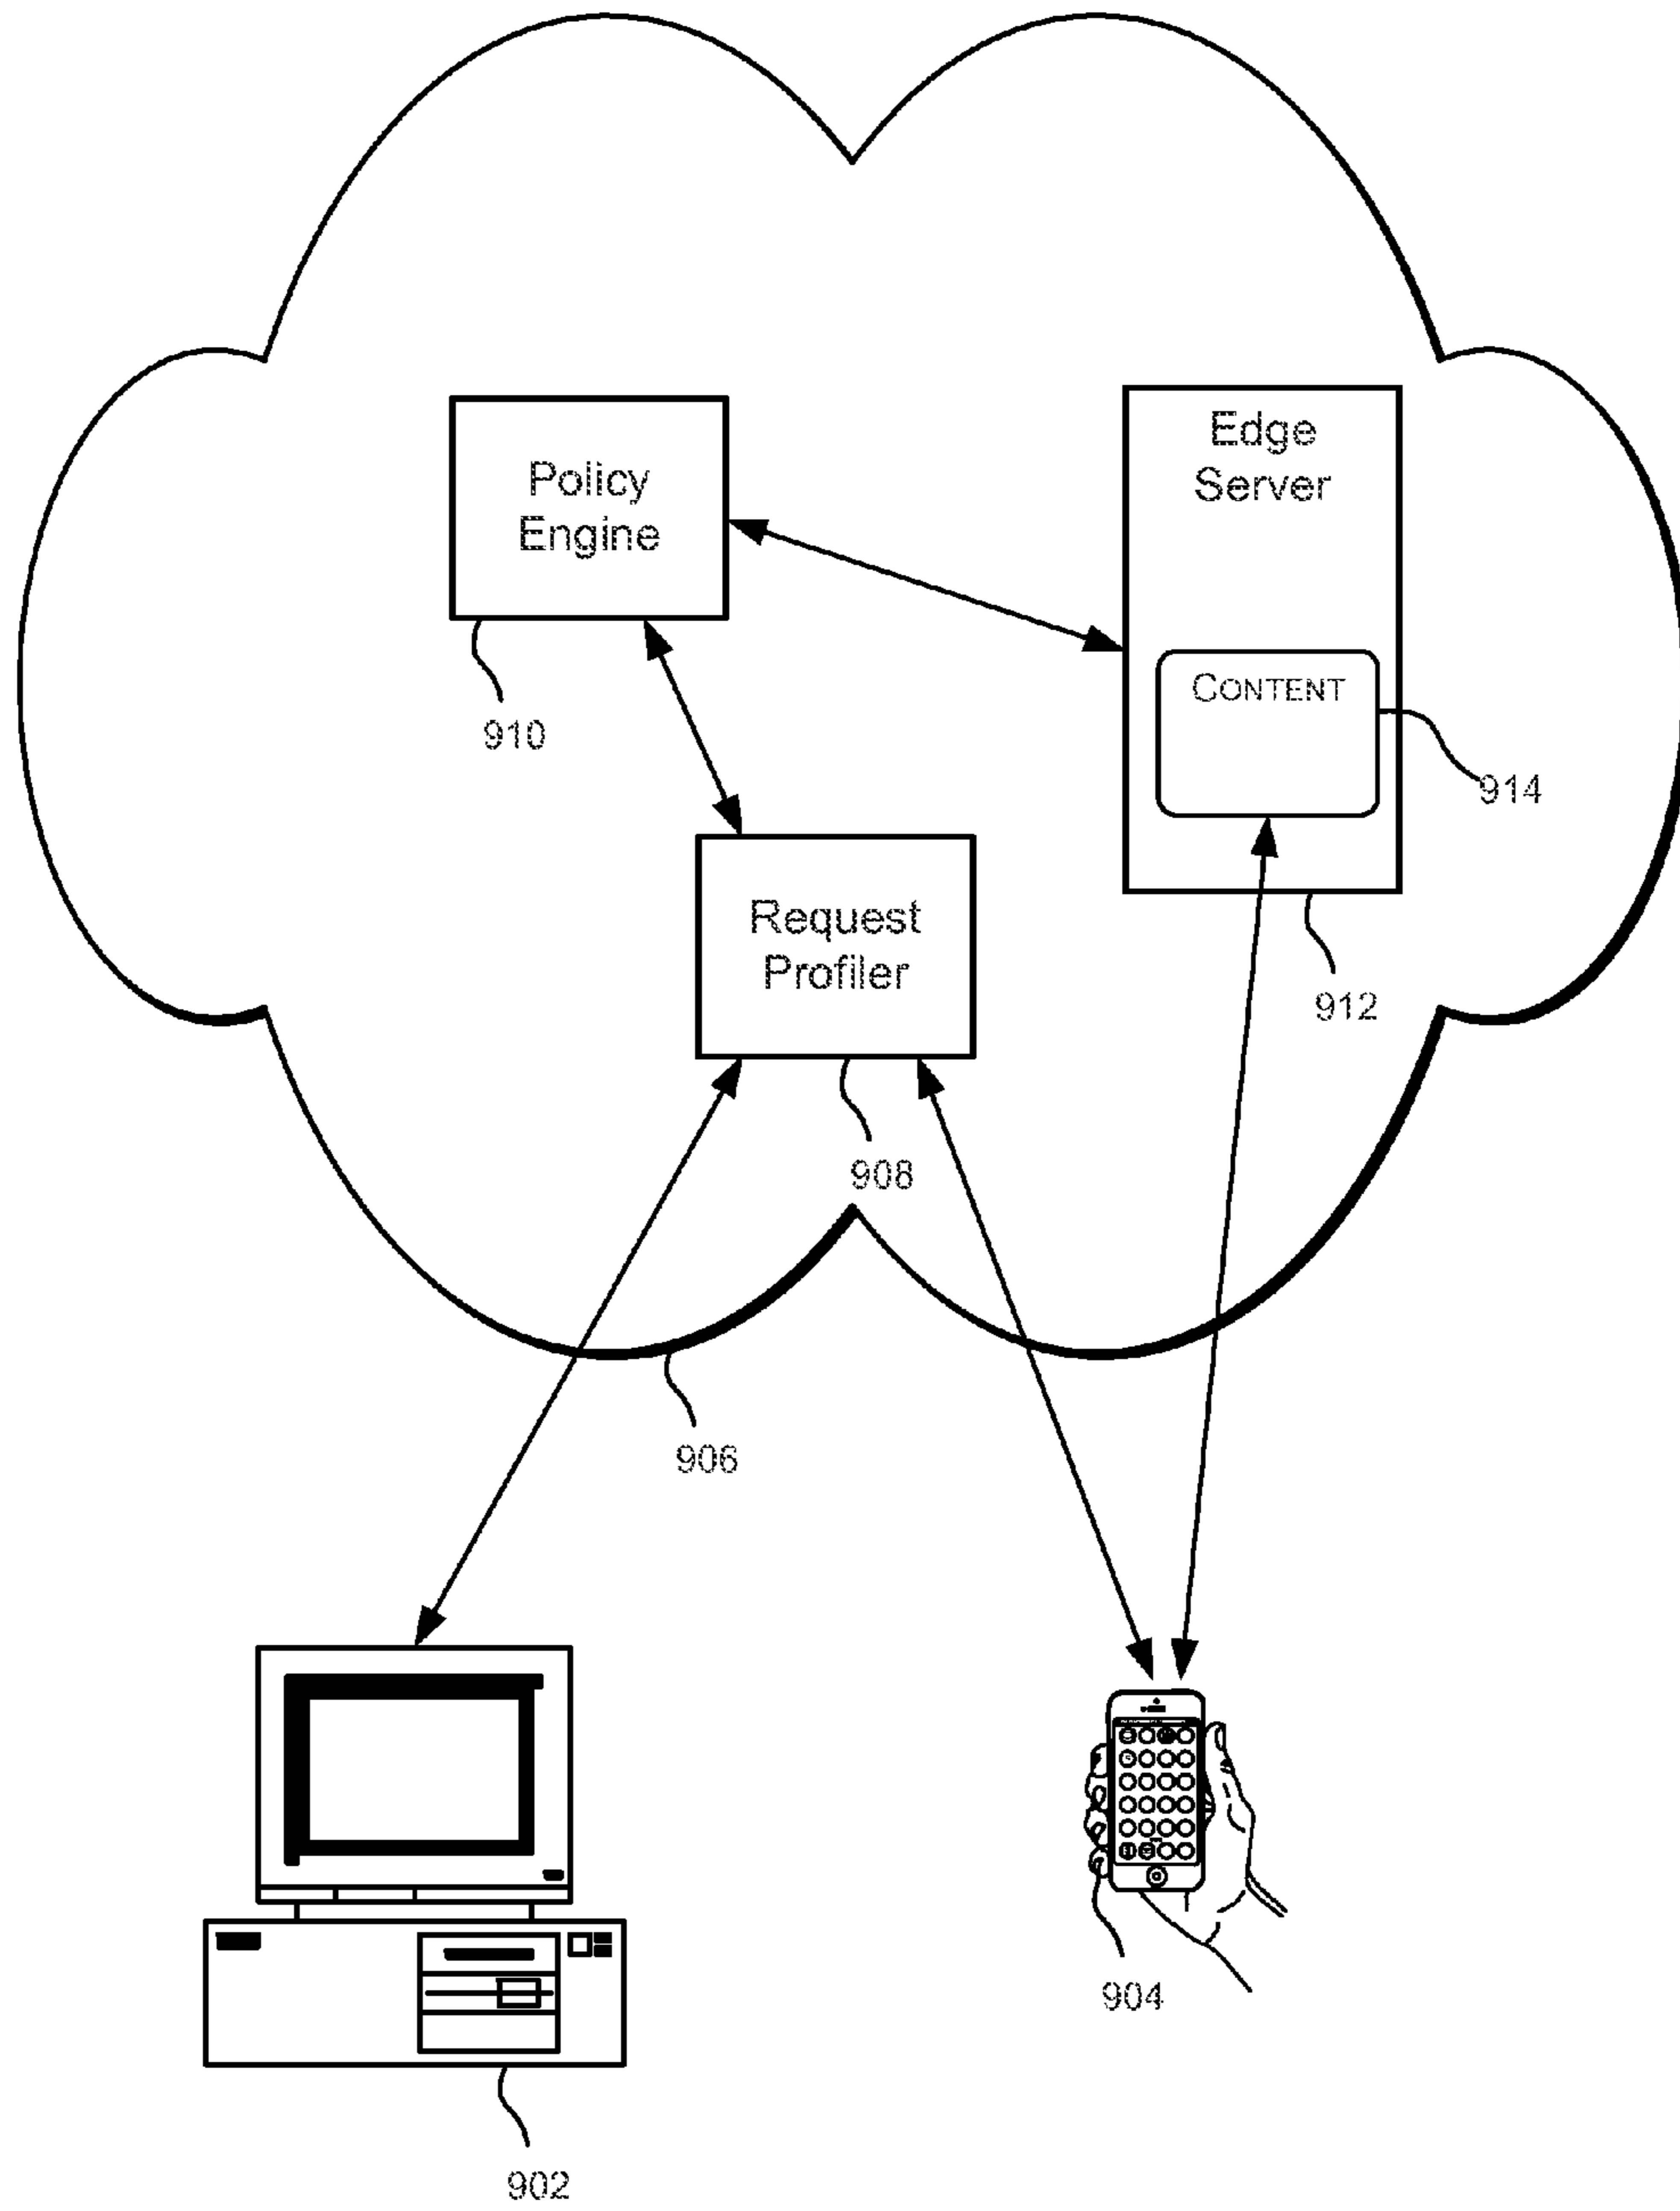 Edge
Server
Policy
Engine
CONTENT
910
914
Request
Profiler
912
908
906
904
902